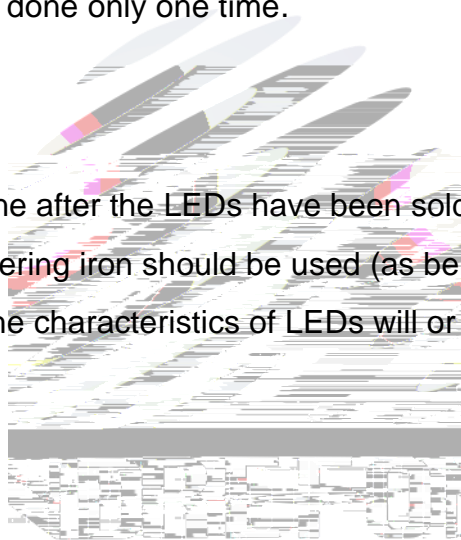 done only one time.
ne after the LEDs have been sold
ering iron should be used (as be
ne characteristics of LEDs will or